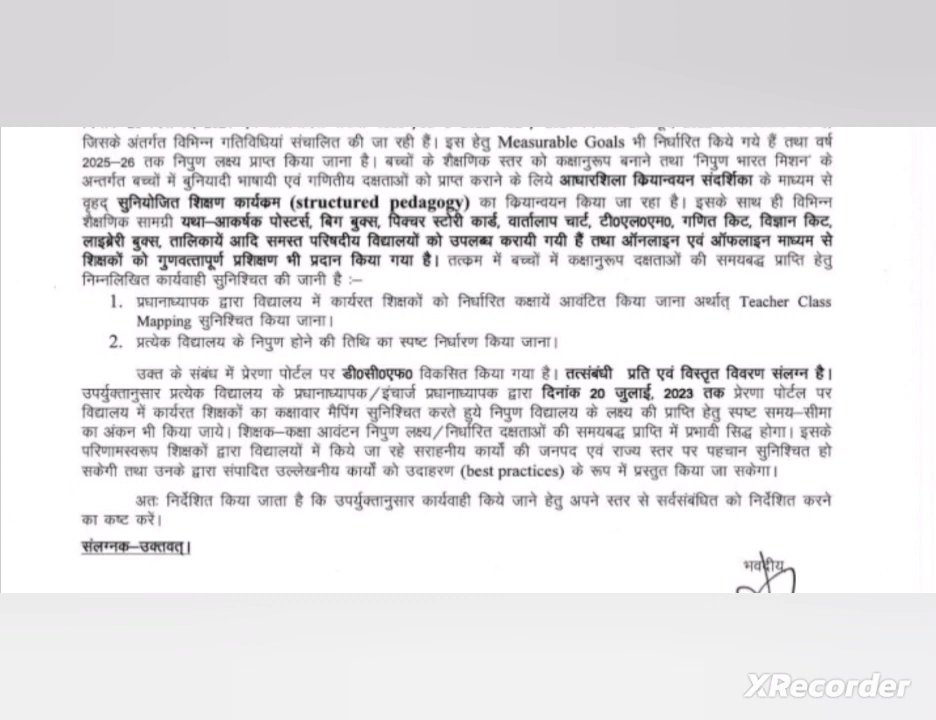 जिसके अंतर्गत विभिन्न गतिविधियां संचालित की जा रही हैं। इस हेतु Measurable Goals भी निर्धारित किये गये हैं तथा वर्ष
2025–26 तक निपुण लक्ष्य प्राप्त किया जाना है। बच्चों के शैक्षणिक स्तर को कक्षानुरूप बनाने तथा 'निपुण भारत मिशन' के
अन्तर्गत बच्चों में बुनियादी भाषायी एवं गणितीय दक्षताओं को प्राप्त कराने के लिये आधारशिला कियान्वयन संदर्शिका के माध्यम से
वृहद् सुनियोजित शिक्षण कार्यकम (structured pedagogy) का कियान्वयन किया जा रहा है। इसके साथ ही विभिन्न
शैक्षणिक सामग्री यथा–आकर्षक पोस्टर्स, बिग बुक्स, पिक्चर स्टोरी कार्ड, वार्तालाप चार्ट, टी०एल०एम०, गणित किट, विज्ञान किट,
लाइब्रेरी बुक्स, तालिकायें आदि समस्त परिषदीय विद्यालयों को उपलब्ध करायी गयी हैं तथा ऑनलाइन एवं ऑफलाइन माध्यम से
शिक्षकों को गुणवत्तापूर्ण प्रशिक्षण भी प्रदान किया गया है। तत्कम में बच्चों में कक्षानुरूप दक्षताओं की समयबद्ध प्राप्ति हेतु
निम्नलिखित कार्यवाही सुनिश्चित की जानी है :–
1. प्रधानाध्यापक द्वारा विद्यालय में कार्यरत शिक्षकों को निर्धारित कक्षायें आवंटित किया जाना अर्थात् Teacher Class
Mapping सुनिश्चित किया जाना।
2. प्रत्येक विद्यालय के निपुण होने की तिथि का स्पष्ट निर्धारण किया जाना।
उक्त के संबंध में प्रेरणा पोर्टल पर डी०सी०एफ० विकसित किया गया है। तत्संबंधी प्रति एवं विस्तृत विवरण संलग्न है।
उपर्युक्तानुसार प्रत्येक विद्यालय के प्रधानाध्यापक/इंचार्ज प्रधानाध्यापक द्वारा दिनांक 20 जुलाई, 2023 तक प्रेरणा पोर्टल पर
विद्यालय में कार्यरत शिक्षकों का कक्षावार मैपिंग सुनिश्चित करते हुये निपुण विद्यालय के लक्ष्य की प्राप्ति हेतु स्पष्ट समय–सीमा
का अंकन भी किया जाये। शिक्षक–कक्षा आवंटन निपुण लक्ष्य/निर्धारित दक्षताओं की समयबद्ध प्राप्ति में प्रभावी सिद्ध होगा। इसके
परिणामस्वरूप शिक्षकों द्वारा विद्यालयों में किये जा रहे सराहनीय कार्यो की जनपद एवं राज्य स्तर पर पहचान सुनिश्चित हो
सकेगी तथा उनके द्वारा संपादित उल्लेखनीय कार्यो को उदाहरण (best practices) के रूप में प्रस्तुत किया जा सकेगा।
अतः निर्देशित किया जाता है कि उपर्युक्तानुसार कार्यवाही किये जाने हेतु अपने स्तर से सर्वसंबंधित को निर्देशित करने
का कष्ट करें।
संलग्नक–उक्तवत्।
भवदीय
XRecorder